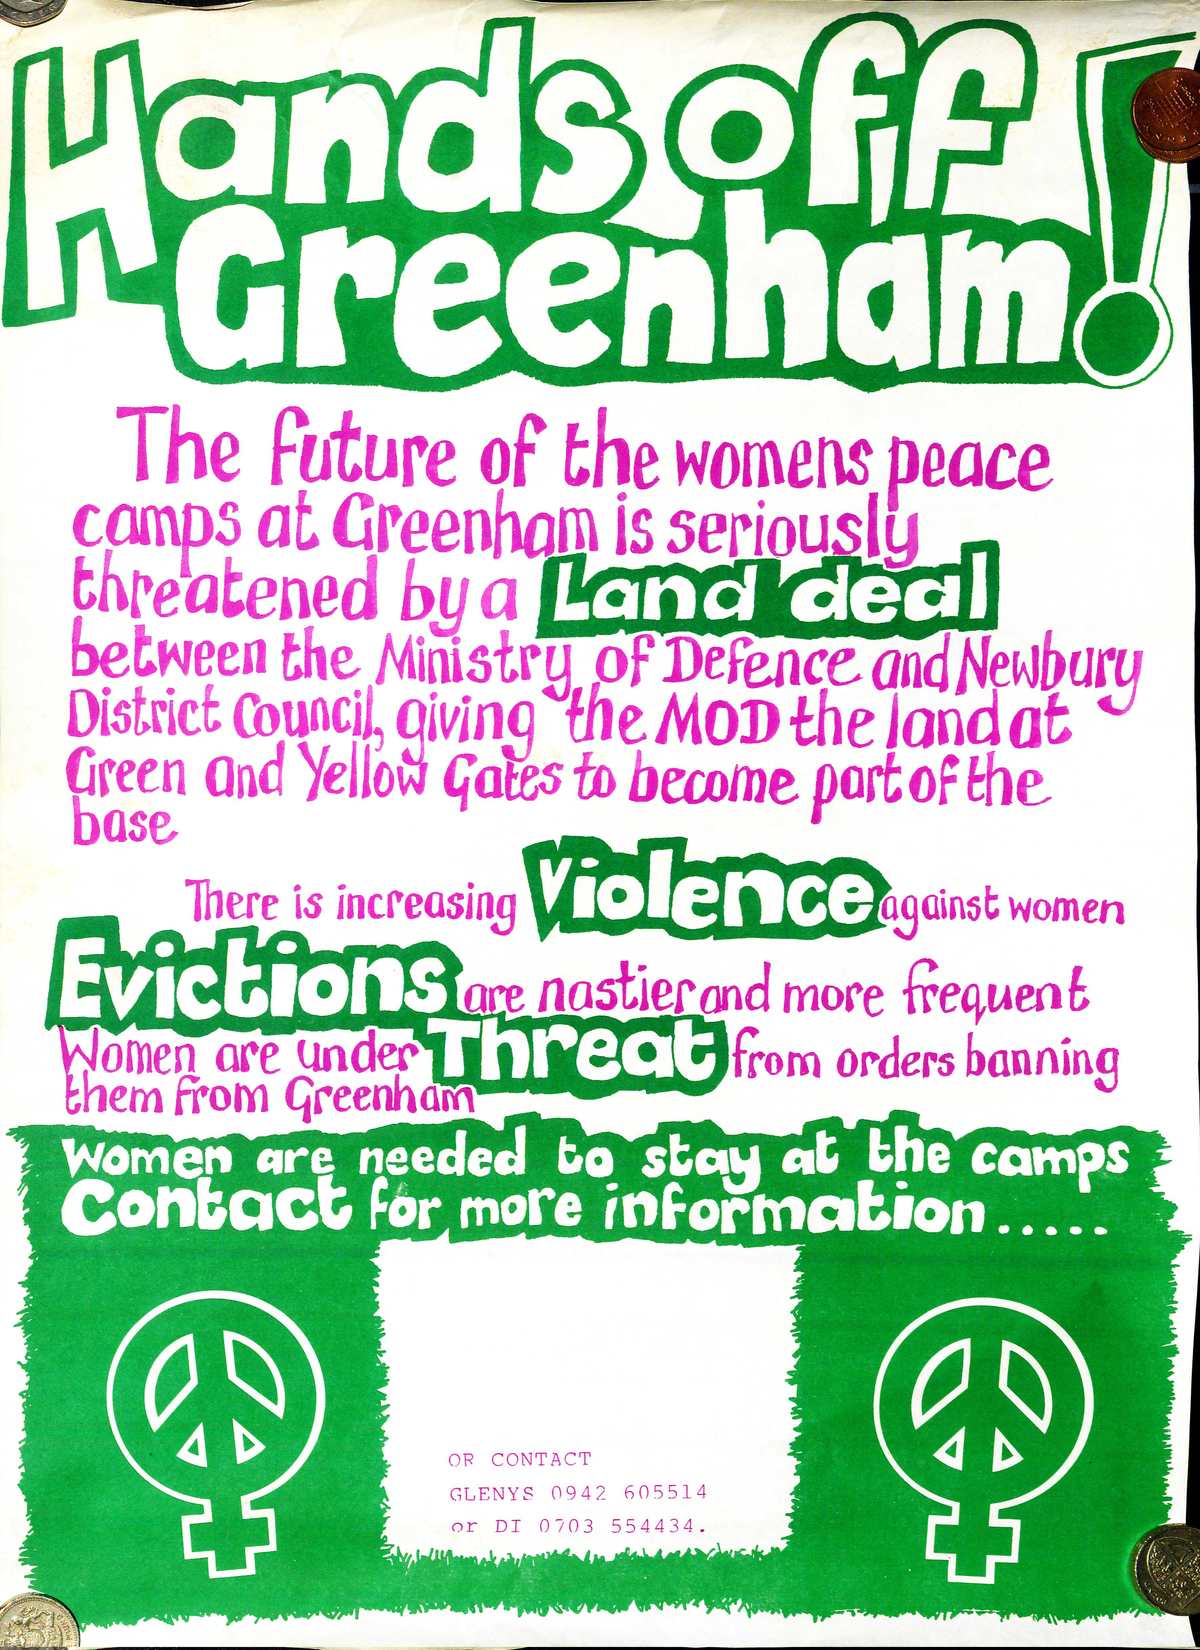 Hands off
Greenham!
The future of the womens peace
camps at Greenham is seriously
threatened by a Land deal
between the Ministry of Defence and Newbury
District Council, giving the MOD the land at
Green and Yellow Gates to become part of the
base
There is increasing Violence against women
Evictions are nastier and more frequent
Women are under Threat from orders banning
them from Greenham
Women are needed to stay at the camps
Contact for more information.....
OR CONTACT
GLENYS 0942 605514
or DI 0703 554434.